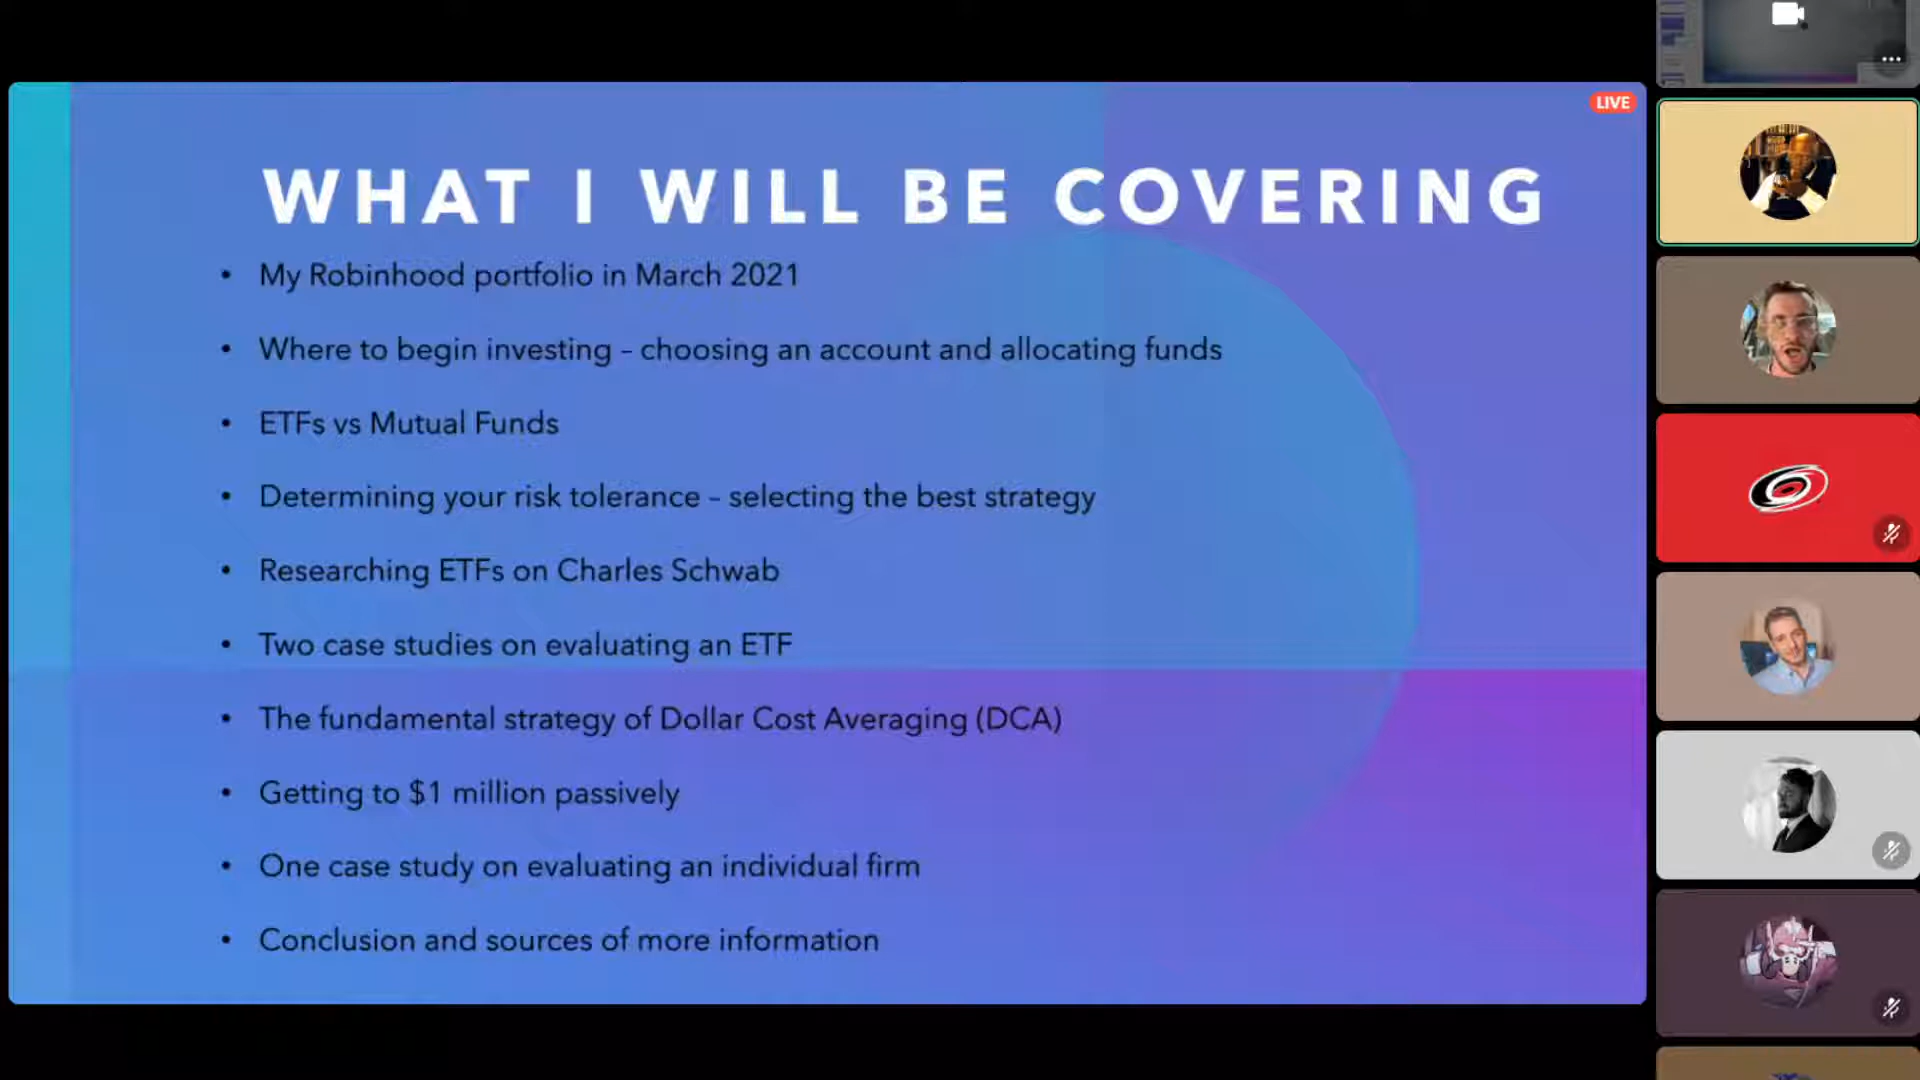 LIVE
WHAT I WILL BE COVERING
• My Robinhood portfolio in March 2021
• Where to begin investing – choosing an account and allocating funds
• ETFs vs Mutual Funds
• Determining your risk tolerance – selecting the best strategy
• Researching ETFs on Charles Schwab
• Two case studies on evaluating an ETF
• The fundamental strategy of Dollar Cost Averaging (DCA)
• Getting to $1 million passively
• One case study on evaluating an individual firm
• Conclusion and sources of more information